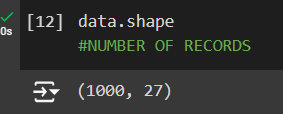 [12] data.shape
0s
#NUMBER OF RECORDS
(1000, 27)